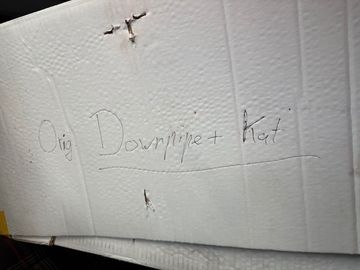 Orig Downpipe + Kat